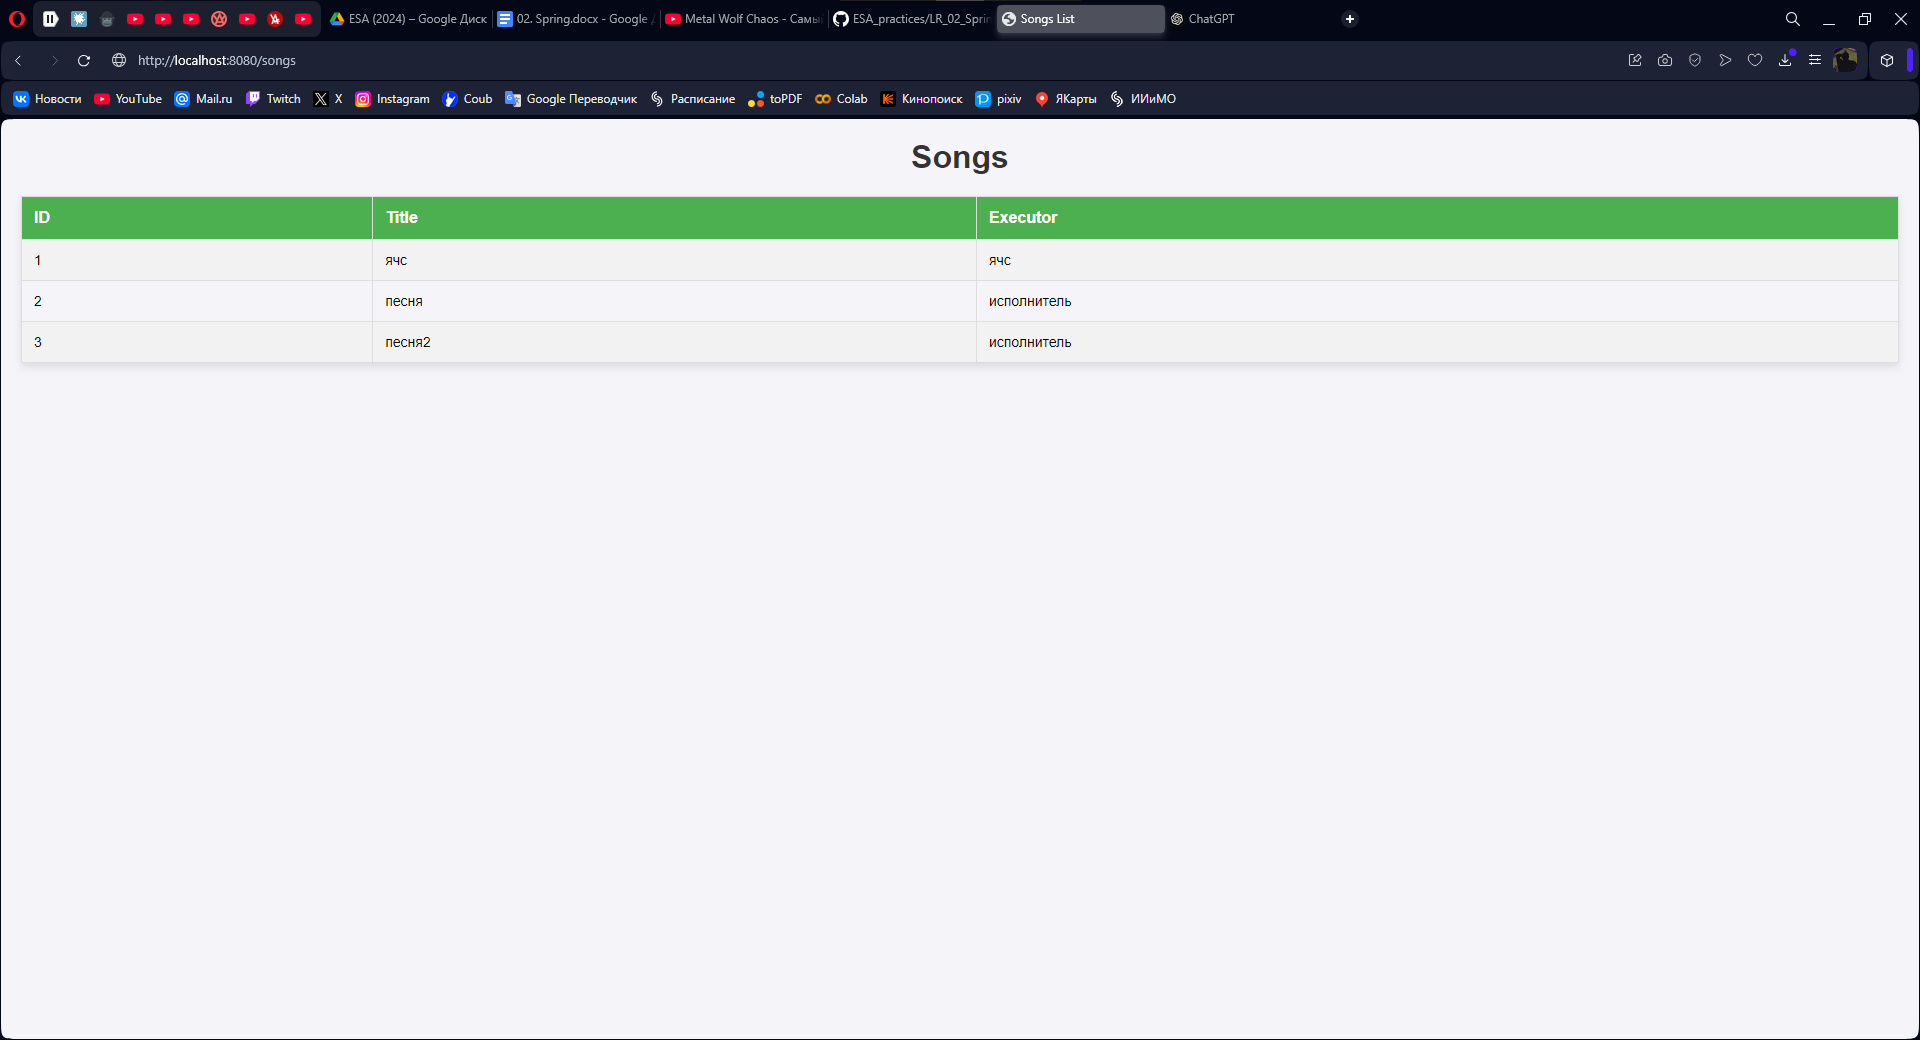 ESA (2024) – Google Диск
02. Spring.docx - Google
Metal Wolf Chaos - Самы
ESA_practices/LR_02_Sprin
Songs List
ChatGPT
http://localhost:8080/songs
Новости YouTube Mail.ru Twitch X Instagram Coub Google Переводчик Расписание toPDF Colab Кинопоиск pixiv ЯКарты ИИиМО
Songs
ID Title Executor
1 ячс ячс
2 песня исполнитель
3 песня2 исполнитель